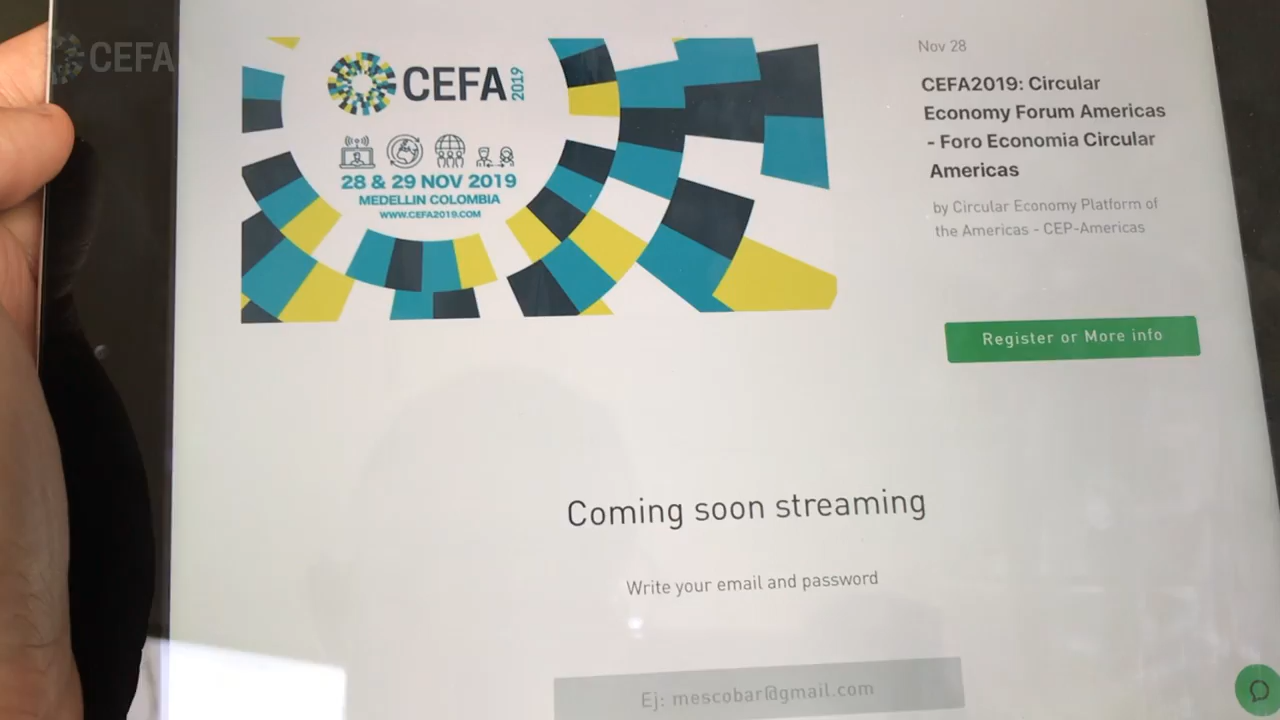 CEFA
CEFA 2019
28 & 29 NOV 2019
MEDELLIN COLOMBIA
WWW.CEFA2019.COM
Nov 28
CEFA2019: Circular
Economy Forum Americas
- Foro Economia Circular
Americas
by Circular Economy Platform of
the Americas - CEP-Americas
Register or More info
Coming soon streaming
Write your email and password
Ej: mescobar@gmail.com